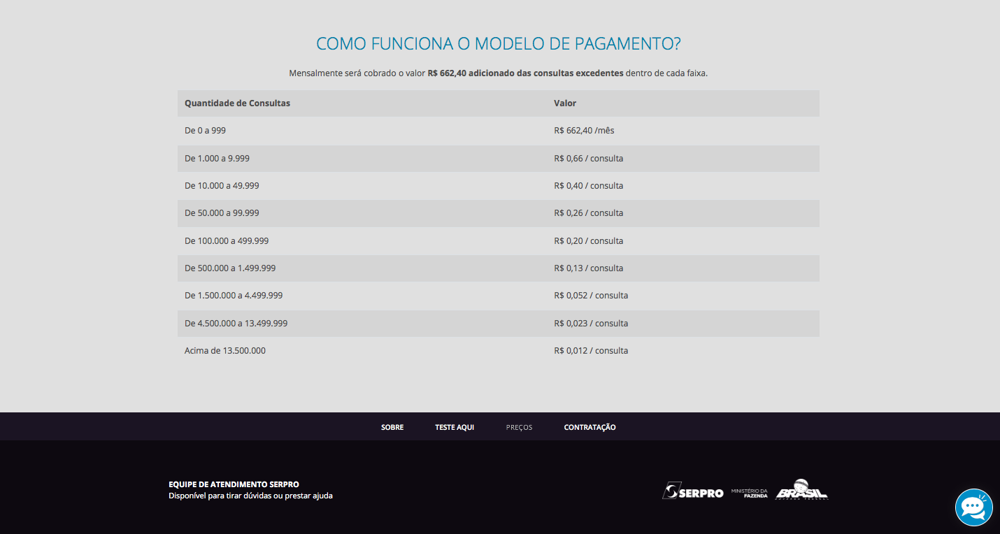 COMO FUNCIONA O MODELO DE PAGAMENTO?
Mensalmente será cobrado o valor R$ 662,40 adicionado das consultas excedentes dentro de cada faixa.
Quantidade de Consultas Valor
De 0 a 999 R$ 662,40 /mês
De 1.000 a 9.999 R$ 0,66 / consulta
De 10.000 a 49.999 R$ 0,40 / consulta
De 50.000 a 99.999 R$ 0,26 / consulta
De 100.000 a 499.999 R$ 0,20 / consulta
De 500.000 a 1.499.999 R$ 0,13 / consulta
De 1.500.000 a 4.499.999 R$ 0,052 / consulta
De 4.500.000 a 13.499.999 R$ 0,023 / consulta
Acima de 13.500.000 R$ 0,012 / consulta
SOBRE TESTE AQUI PREÇOS CONTRATAÇÃO
EQUIPE DE ATENDIMENTO SERPRO
Disponível para tirar dúvidas ou prestar ajuda
SERPRO
MINISTÉRIO DA
FAZENDA
BRASIL
GOVERNO FEDERAL